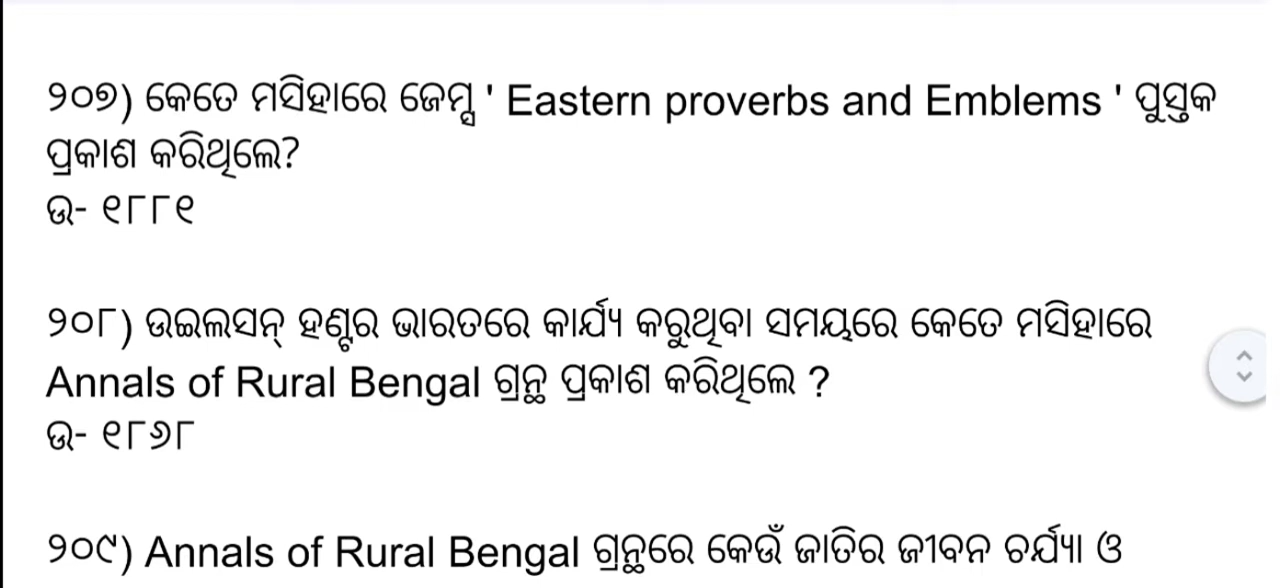 ୨୦୭) କେତେ ମସିହାରେ ଜେମ୍ସ ' Eastern proverbs and Emblems ' ପୁସ୍ତକ
ପ୍ରକାଶ କରିଥିଲେ?
ଉ- ୧୮୮୧
୨୦୮) ଉଇଲସନ୍ ହଣ୍ଟର ଭାରତରେ କାର୍ଯ୍ୟ କରୁଥିବା ସମୟରେ କେତେ ମସିହାରେ
Annals of Rural Bengal ଗ୍ରନ୍ଥ ପ୍ରକାଶ କରିଥିଲେ ?
ଉ- ୧୮୬୮
୨୦୯) Annals of Rural Bengal ଗ୍ରନ୍ଥରେ କେଉଁ ଜାତିର ଜୀବନ ଚର୍ଯ୍ୟା ଓ